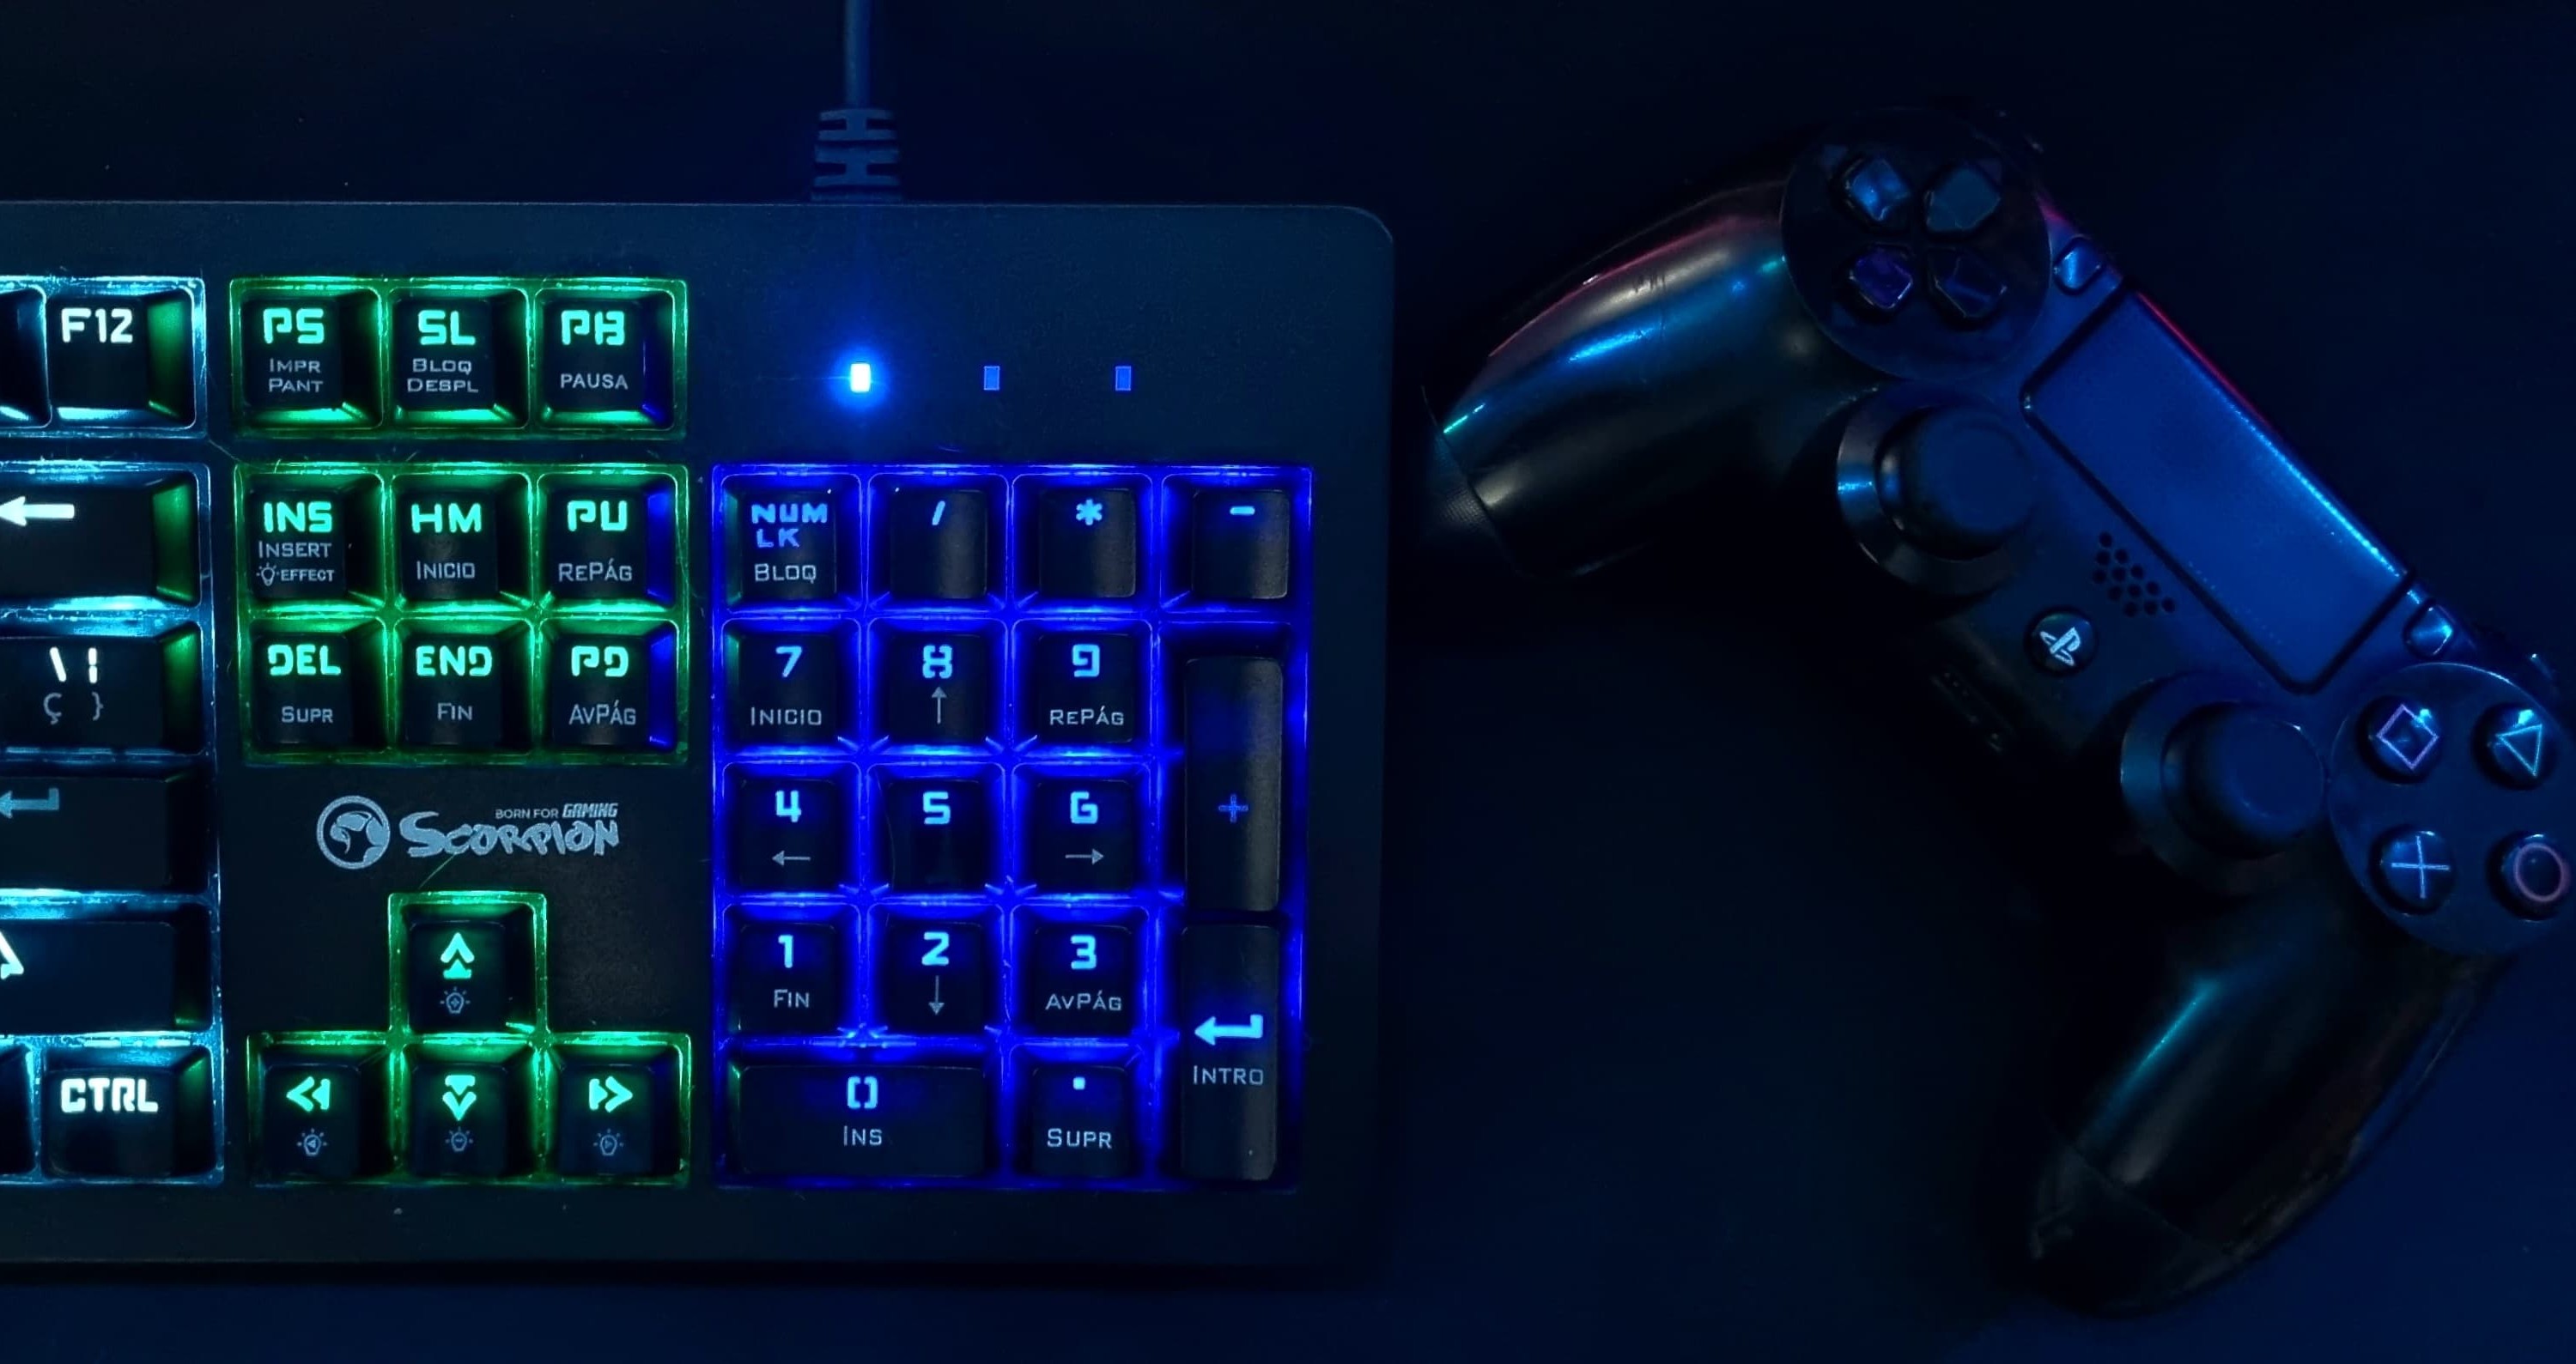 F12
PS
IMPR
PANT
SL
BLOQ
DESPL
PB
PAUSA
INS
INSERT
EFFECT
HM
INICIO
PU
REPÁG
NUM
LK
BLOQ
/
*
-
\ |
Ç }
DEL
SUPR
END
FIN
PD
AVPÁG
7
INICIO
8
↑
9
REPÁG
+
BORN FOR GAMING
SCORPION
4
←
5
6
→
1
FIN
2
↓
3
AVPÁG
INTRO
CTRL
0
INS
.
SUPR